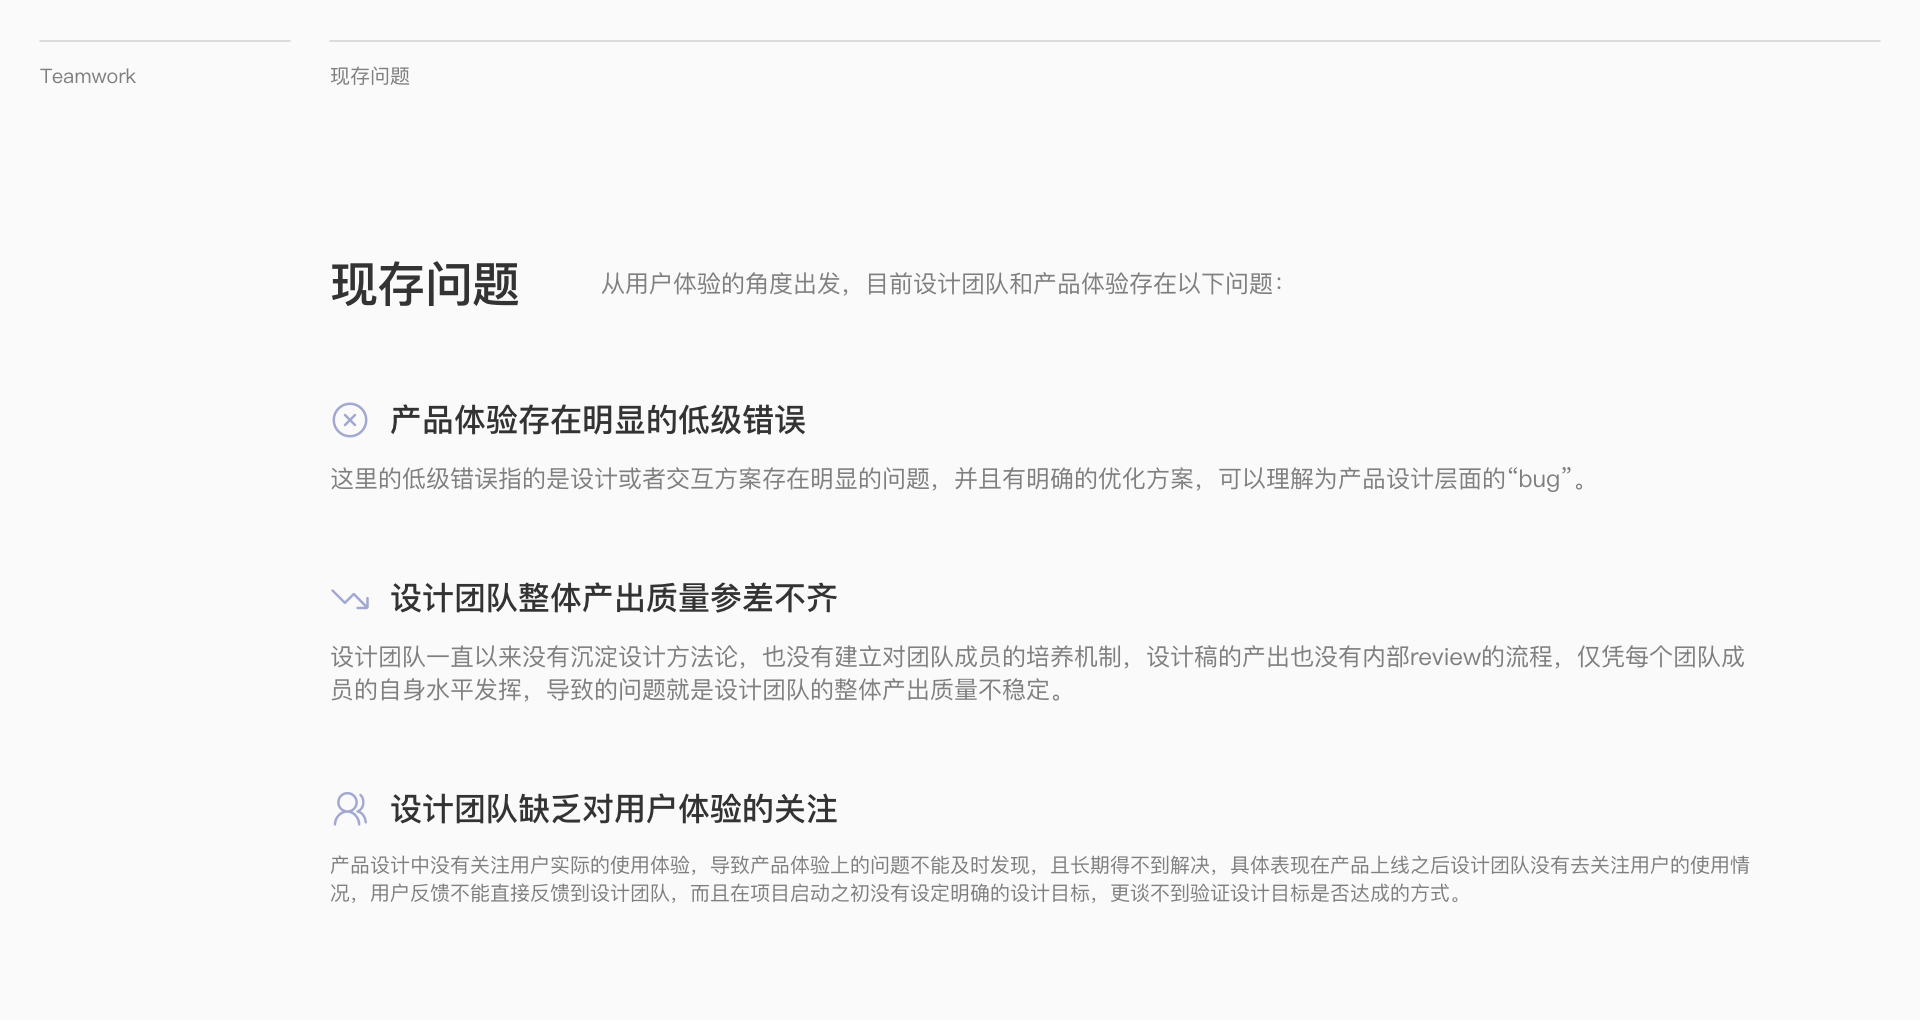 Teamwork
现存问题
现存问题
从用户体验的角度出发，目前设计团队和产品体验存在以下问题：
产品体验存在明显的低级错误
这里的低级错误指的是设计或者交互方案存在明显的问题，并且有明确的优化方案，可以理解为产品设计层面的“bug”。
设计团队整体产出质量参差不齐
设计团队一直以来没有沉淀设计方法论，也没有建立对团队成员的培养机制，设计稿的产出也没有内部review的流程，仅凭每个团队成
员的自身水平发挥，导致的问题就是设计团队的整体产出质量不稳定。
设计团队缺乏对用户体验的关注
产品设计中没有关注用户实际的使用体验，导致产品体验上的问题不能及时发现，且长期得不到解决，具体表现在产品上线之后设计团队没有去关注用户的使用情
况，用户反馈不能直接反馈到设计团队，而且在项目启动之初没有设定明确的设计目标，更谈不到验证设计目标是否达成的方式。